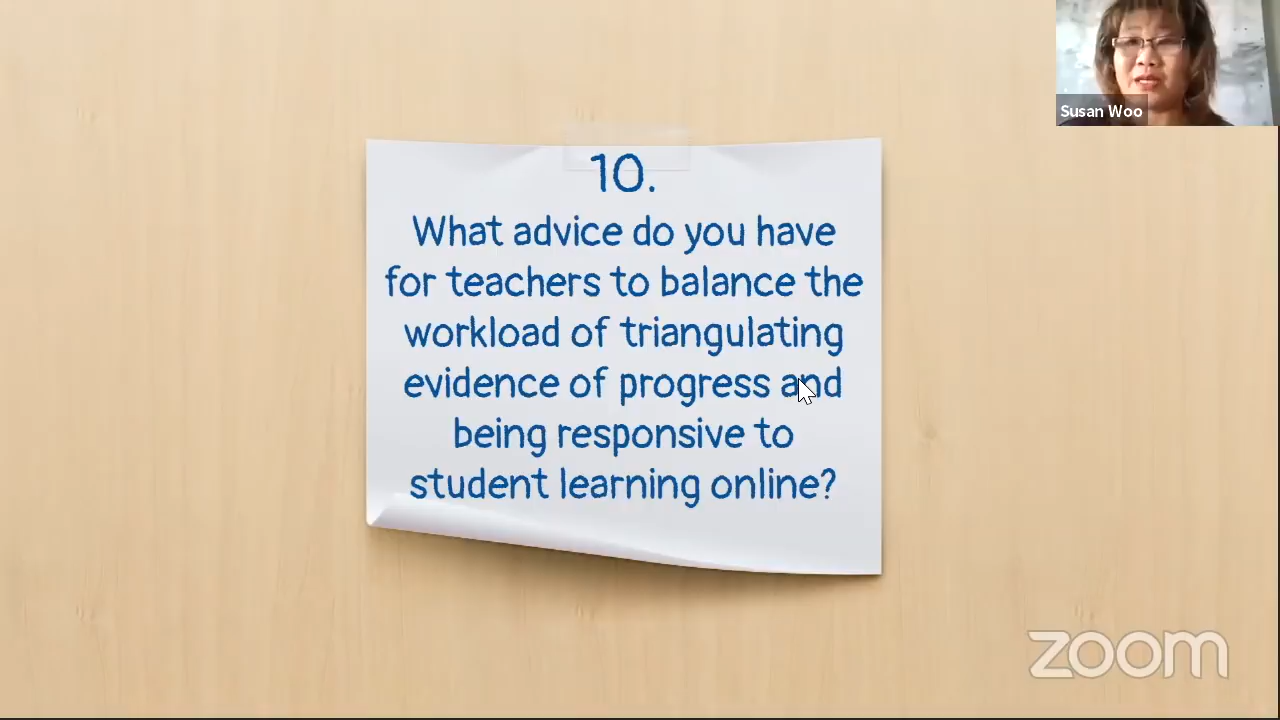 Susan Woo
10.
What advice do you have
for teachers to balance the
workload of triangulating
evidence of progress and
being responsive to
student learning online?
zoom